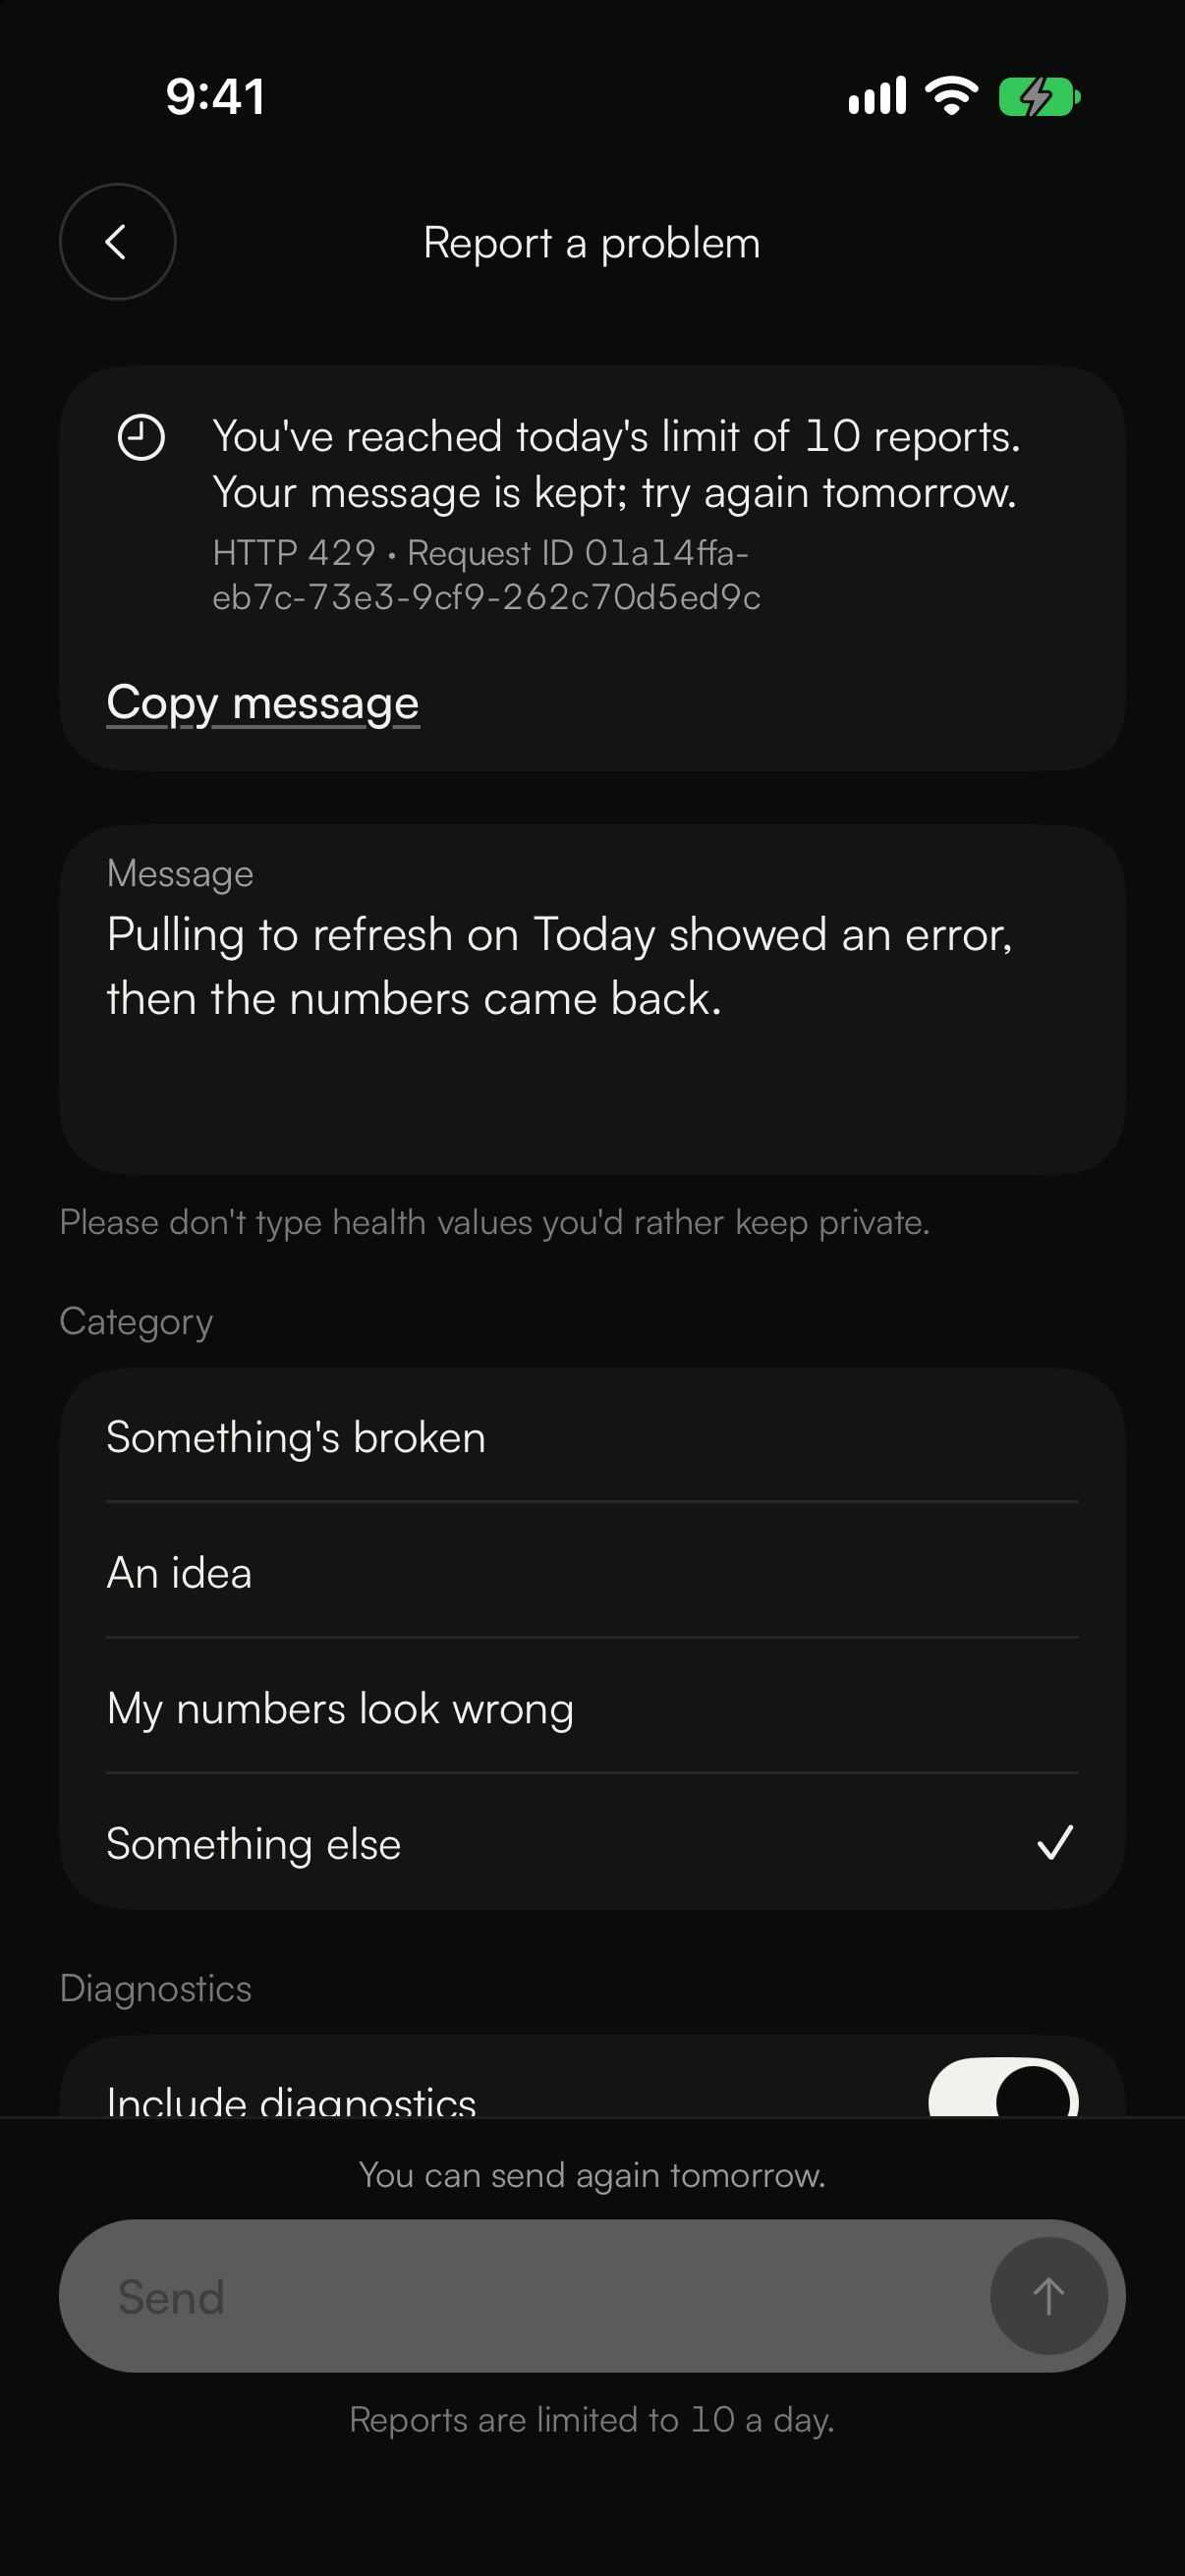 9:41
Report a problem
You've reached today's limit of 10 reports.
Your message is kept; try again tomorrow.
HTTP 429 · Request ID 01a14ffa-
eb7c-73e3-9cf9-262c70d5ed9c
Copy message
Message
Pulling to refresh on Today showed an error,
then the numbers came back.
Please don't type health values you'd rather keep private.
Category
Something's broken
An idea
My numbers look wrong
Something else
Diagnostics
Include diagnostics
You can send again tomorrow.
Send
Reports are limited to 10 a day.